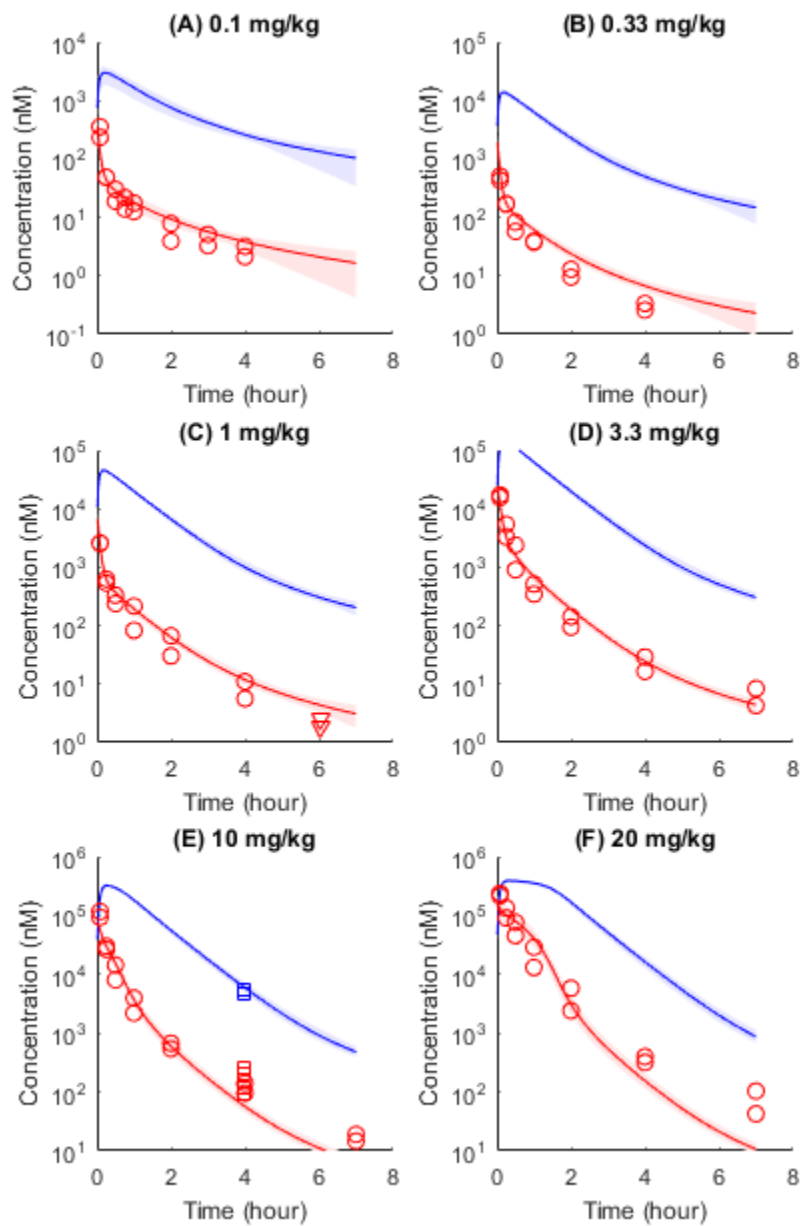 (A) 0.1 mg/kg
(B) 0.33 mg/kg
Concentration (nM)
10^4
10^3
10^2
10^1
10^0
10^-1
0 2 4 6 8
Time (hour)
Concentration (nM)
10^5
10^4
10^3
10^2
10^1
10^0
0 2 4 6 8
Time (hour)
(C) 1 mg/kg
(D) 3.3 mg/kg
Concentration (nM)
10^5
10^4
10^3
10^2
10^1
10^0
0 2 4 6 8
Time (hour)
Concentration (nM)
10^5
10^4
10^3
10^2
10^1
10^0
0 2 4 6 8
Time (hour)
(E) 10 mg/kg
(F) 20 mg/kg
Concentration (nM)
10^6
10^5
10^4
10^3
10^2
10^1
0 2 4 6 8
Time (hour)
Concentration (nM)
10^6
10^5
10^4
10^3
10^2
10^1
0 2 4 6 8
Time (hour)